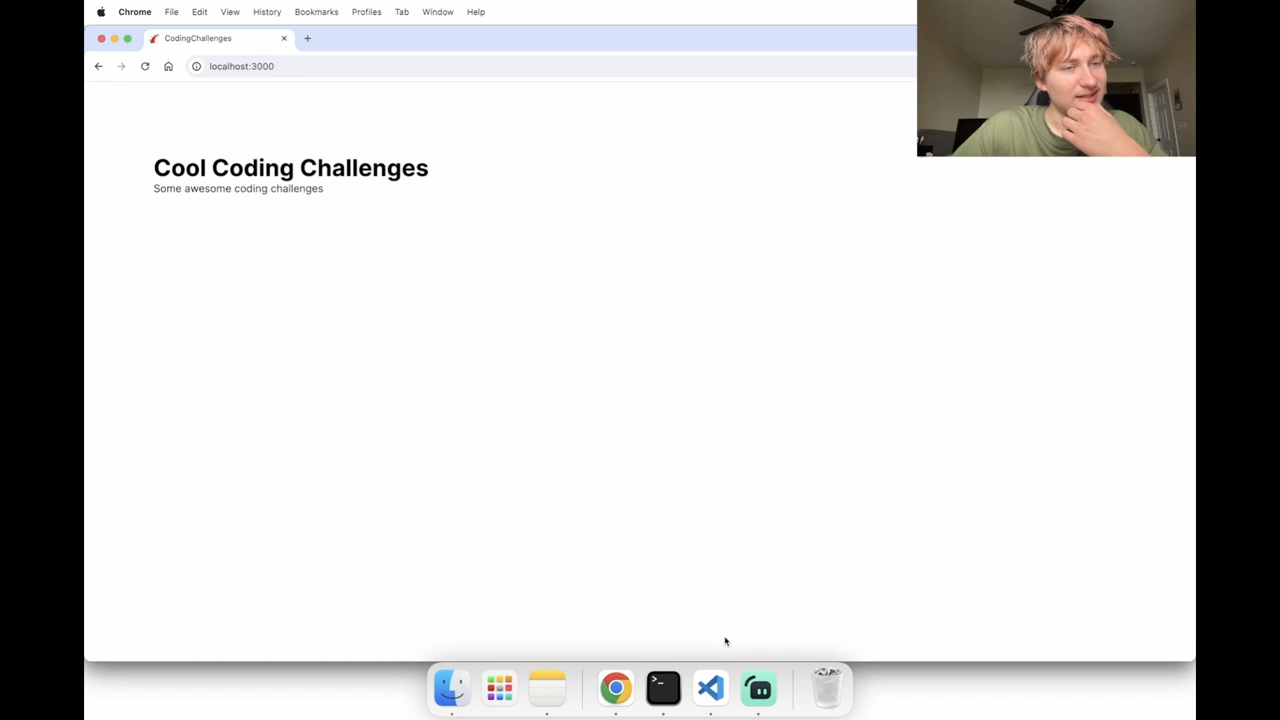 Chrome File Edit View History Bookmarks Profiles Tab Window Help
CodingChallenges
localhost:3000
Cool Coding Challenges
Some awesome coding challenges